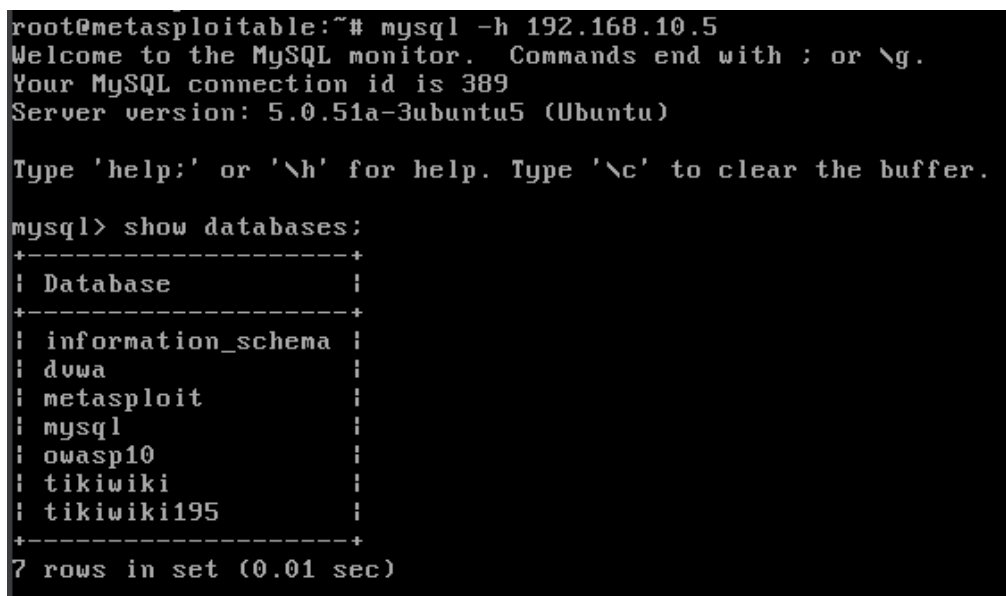 root@metasploitable:~# mysql -h 192.168.10.5
Welcome to the MySQL monitor.  Commands end with ; or \g.
Your MySQL connection id is 389
Server version: 5.0.51a-3ubuntu5 (Ubuntu)

Type 'help;' or '\h' for help. Type '\c' to clear the buffer.

mysql> show databases;
+--------------------+
| Database           |
+--------------------+
| information_schema |
| dvwa               |
| metasploit         |
| mysql              |
| owasp10            |
| tikiwiki           |
| tikiwiki195        |
+--------------------+
7 rows in set (0.01 sec)